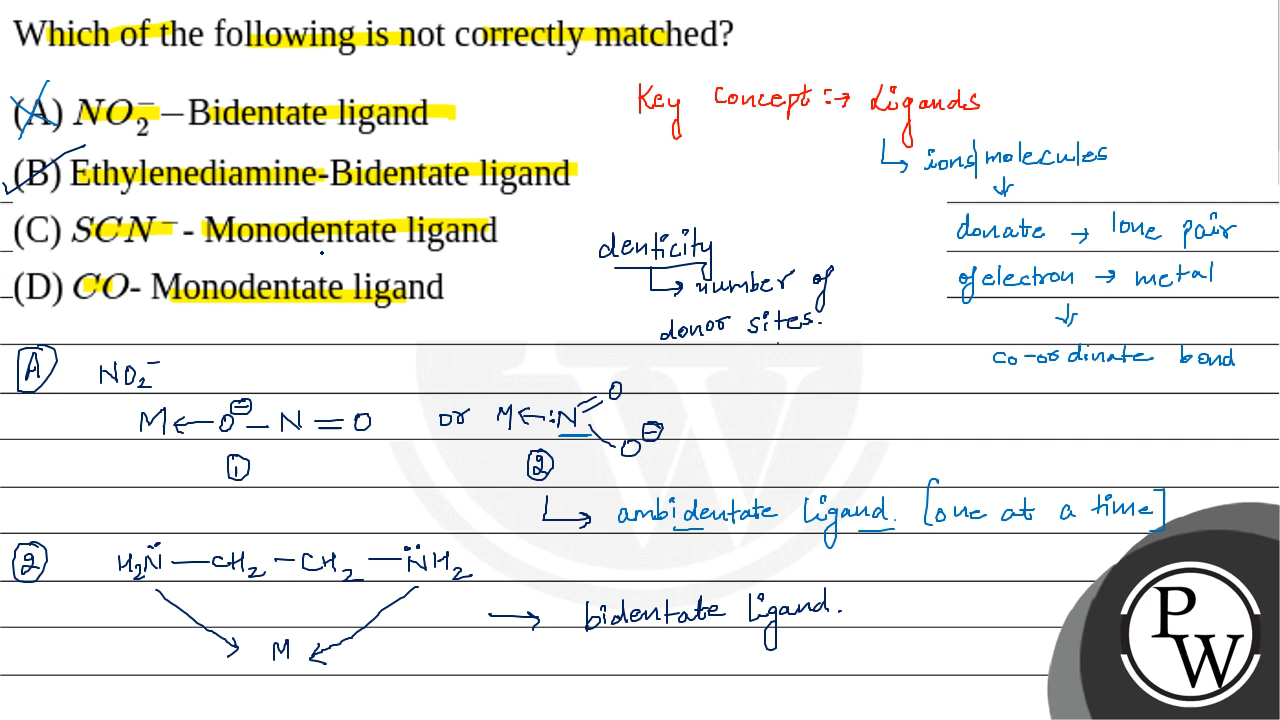 Which of the following is not correctly matched?
(A) NO₂⁻ – Bidentate ligand
(B) Ethylenediamine-Bidentate ligand
(C) SCN⁻ - Monodentate ligand
(D) CO- Monodentate ligand
Key concept :→ Ligands
↳ ions/molecules
↓
donate → lone pair
of electron → metal
↓
co-ordinate bond
denticity
↳ number of
donor sites.
(A) NO₂⁻
M ← O⊖ – N = O or M ← :N = O
O⊖
① ②
↳ ambidentate ligand. [one at a time]
② H₂N̈ – CH₂ – CH₂ – N̈H₂
M → bidentate ligand.
P
W